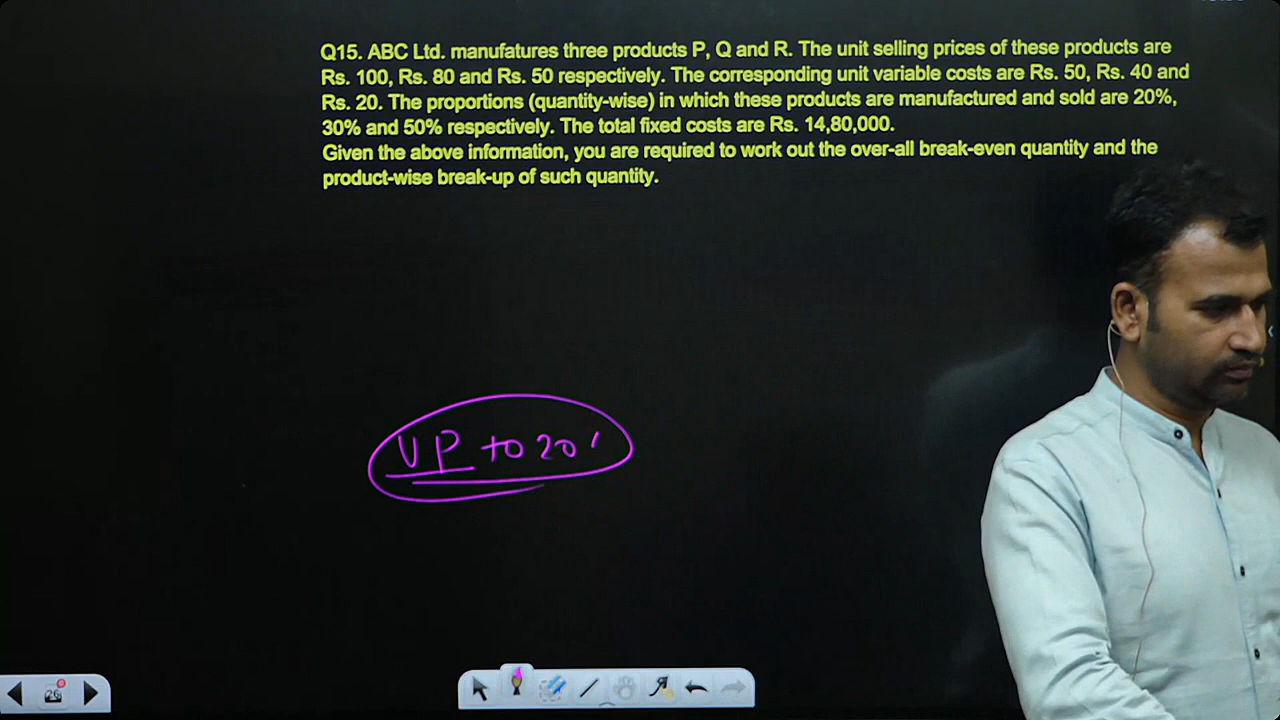 Q15. ABC Ltd. manufatures three products P, Q and R. The unit selling prices of these products are
Rs. 100, Rs. 80 and Rs. 50 respectively. The corresponding unit variable costs are Rs. 50, Rs. 40 and
Rs. 20. The proportions (quantity-wise) in which these products are manufactured and sold are 20%,
30% and 50% respectively. The total fixed costs are Rs. 14,80,000.
Given the above information, you are required to work out the over-all break-even quantity and the
product-wise break-up of such quantity.
UP to 20'
26